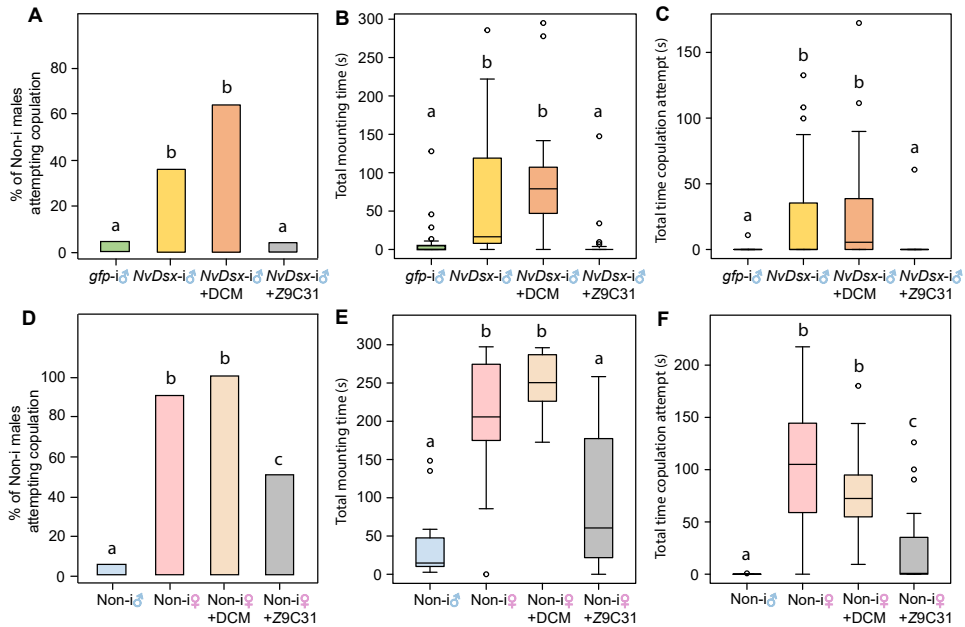 A
% of Non-i males
attempting copulation
80
60
40
20
0
a
b
b
a
gfp-i♂
NvDsx-i♂
NvDsx-i♂
+DCM
NvDsx-i♂
+Z9C31
B
Total mounting time (s)
300
250
200
150
100
50
0
a
b
b
a
gfp-i♂
NvDsx-i♂
NvDsx-i♂
+DCM
NvDsx-i♂
+Z9C31
C
Total time copulation attempt (s)
150
100
50
0
a
b
b
a
gfp-i♂
NvDsx-i♂
NvDsx-i♂
+DCM
NvDsx-i♂
+Z9C31
D
% of Non-i males
attempting copulation
100
80
60
40
20
0
a
b
b
c
Non-i♂
Non-i♀
Non-i♀
+DCM
Non-i♀
+Z9C31
E
Total mounting time (s)
300
250
200
150
100
50
0
a
b
b
a
Non-i♂
Non-i♀
Non-i♀
+DCM
Non-i♀
+Z9C31
F
Total time copulation attempt (s)
200
150
100
50
0
a
b
b
c
Non-i♂
Non-i♀
Non-i♀
+DCM
Non-i♀
+Z9C31